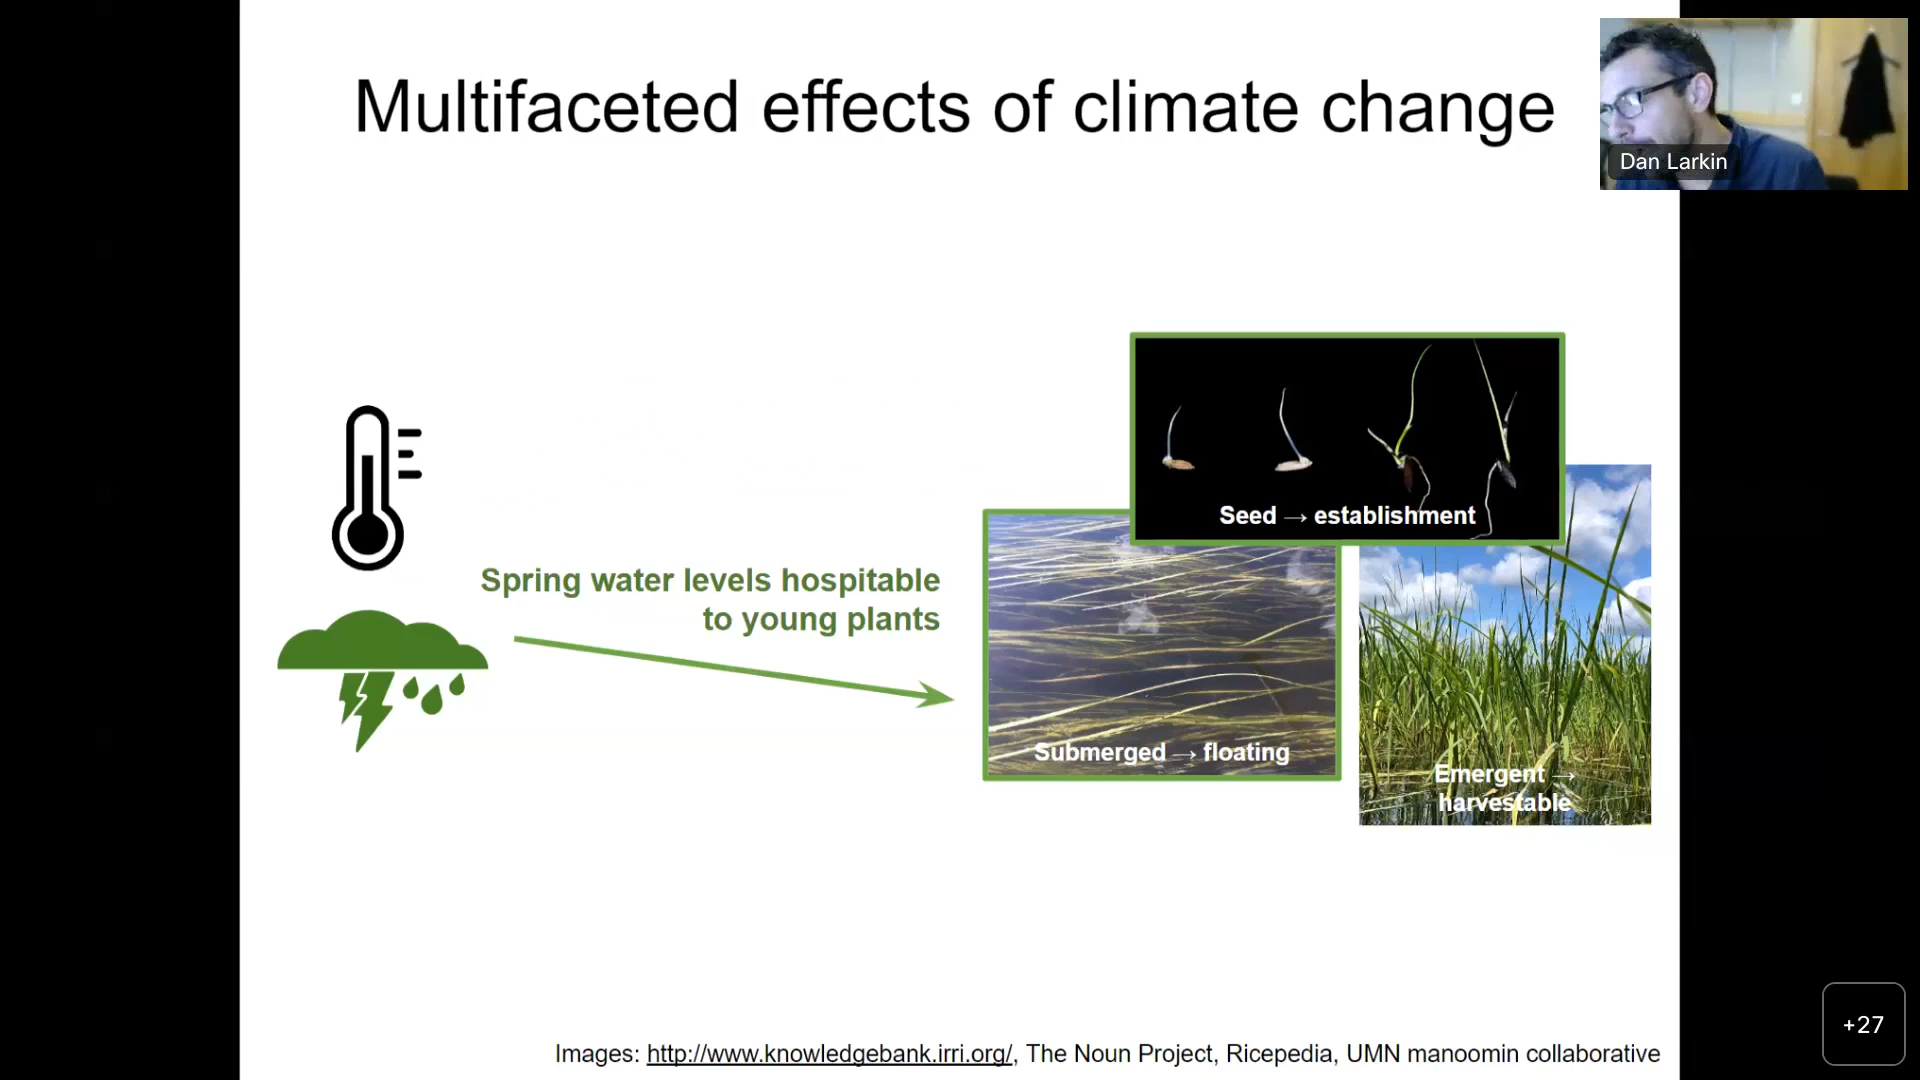 Multifaceted effects of climate change
Dan Larkin
Seed → establishment
Spring water levels hospitable
to young plants
Submerged → floating
Emergent →
harvestable
+27
Images: http://www.knowledgebank.irri.org/, The Noun Project, Ricepedia, UMN manoomin collaborative